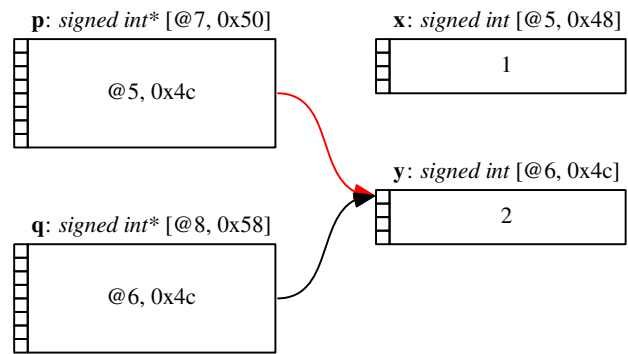 p: signed int* [@7, 0x50]
@5, 0x4c
x: signed int [@5, 0x48]
1
y: signed int [@6, 0x4c]
2
q: signed int* [@8, 0x58]
@6, 0x4c